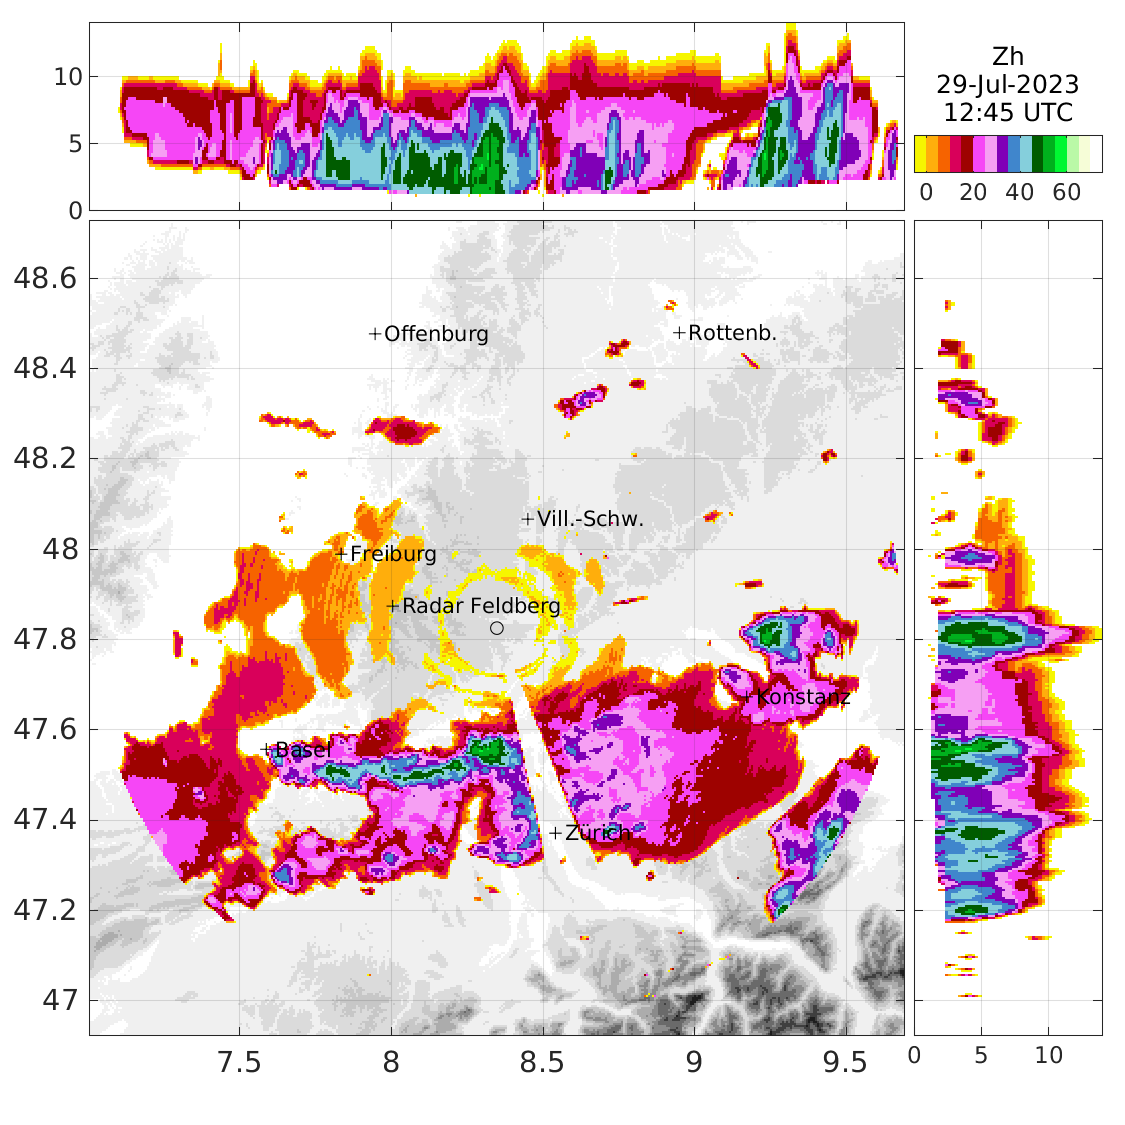 10
5
0
Zh
29-Jul-2023
12:45 UTC
0 20 40 60
48.6
48.4
48.2
48
47.8
47.6
47.4
47.2
47
+Offenburg
+Rottenb.
+Vill.-Schw.
+Freiburg
+Radar Feldberg
+Konstanz
+Basel
+Zürich
7.5 8 8.5 9 9.5
0 5 10